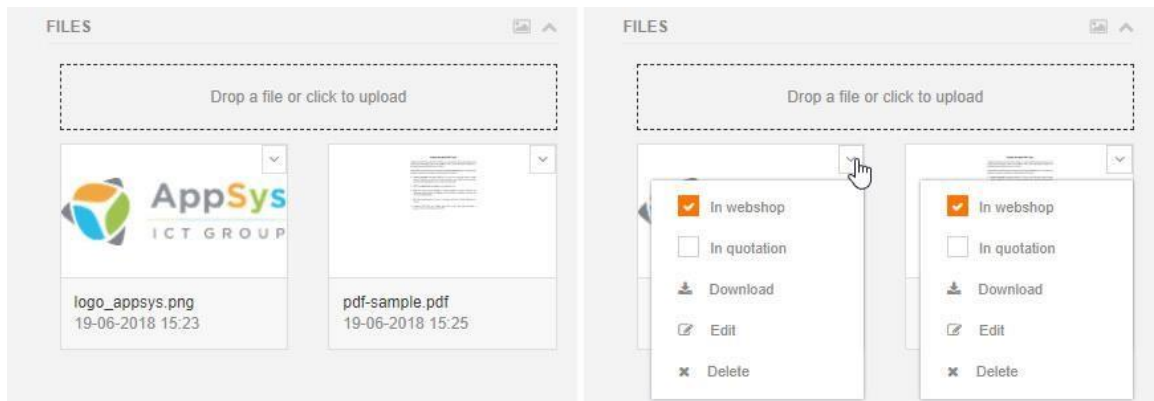 FILES
Drop a file or click to upload
AppSys
ICT GROUP
logo_appsys.png
19-06-2018 15:23
pdf-sample.pdf
19-06-2018 15:25
FILES
Drop a file or click to upload
In webshop
In quotation
Download
Edit
Delete
In webshop
In quotation
Download
Edit
Delete